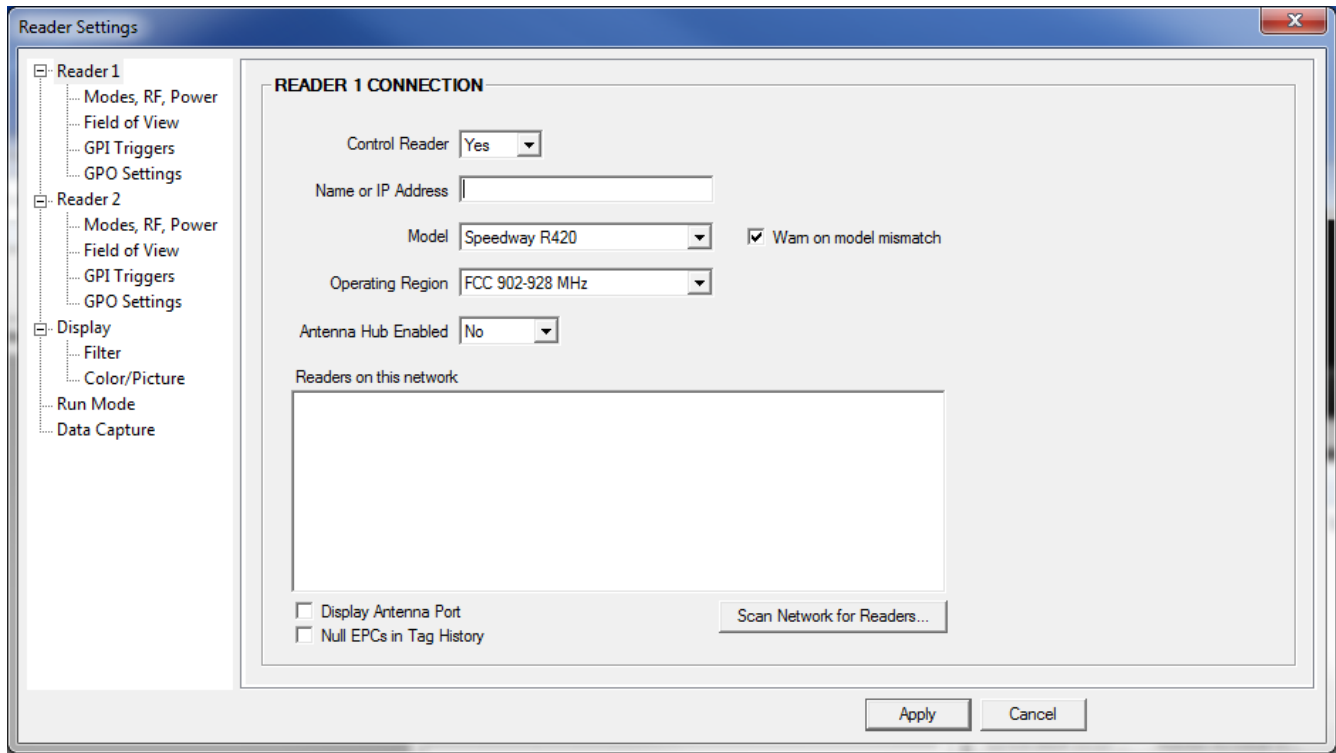 Reader Settings
Reader 1
Modes, RF, Power
Field of View
GPI Triggers
GPO Settings
Reader 2
Modes, RF, Power
Field of View
GPI Triggers
GPO Settings
Display
Filter
Color/Picture
Run Mode
Data Capture
READER 1 CONNECTION
Control Reader Yes
Name or IP Address
Model Speedway R420 Warn on model mismatch
Operating Region FCC 902-928 MHz
Antenna Hub Enabled No
Readers on this network
Display Antenna Port
Null EPCs in Tag History
Scan Network for Readers...
Apply Cancel